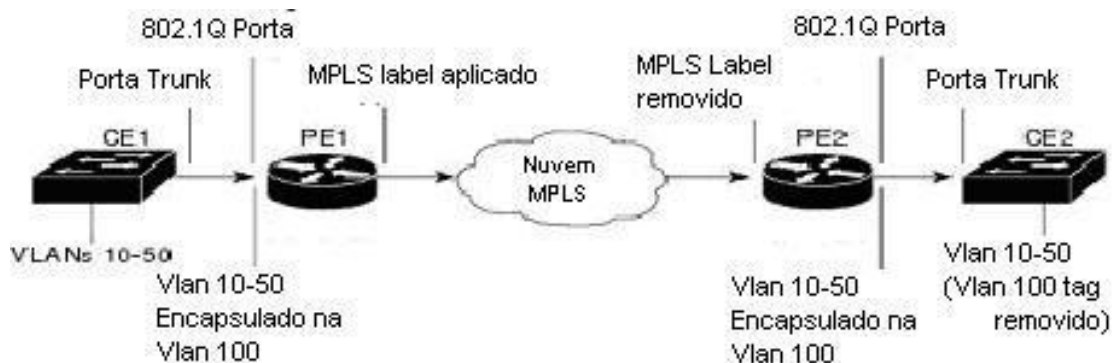 802.1Q Porta
802.1Q Porta
Porta Trunk
MPLS label aplicado
MPLS Label
removido
Porta Trunk
CE1
PE1
PE2
CE2
Nuvem
MPLS
VLANs 10-50
Vlan 10-50
Encapsulado na
Vlan 100
Vlan 10-50
Encapsulado na
Vlan 100
Vlan 10-50
(Vlan 100 tag
removido)